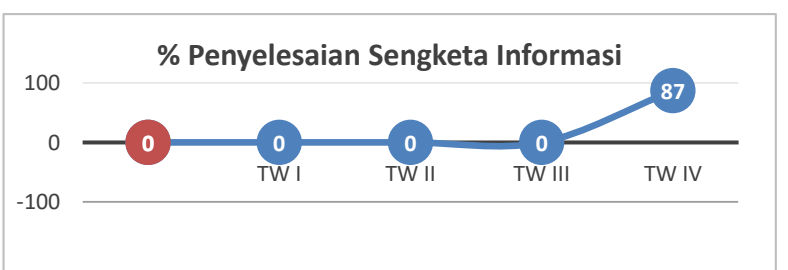 % Penyelesaian Sengketa Informasi
100
0
-100
0 0 0 0 87
TW I TW II TW III TW IV